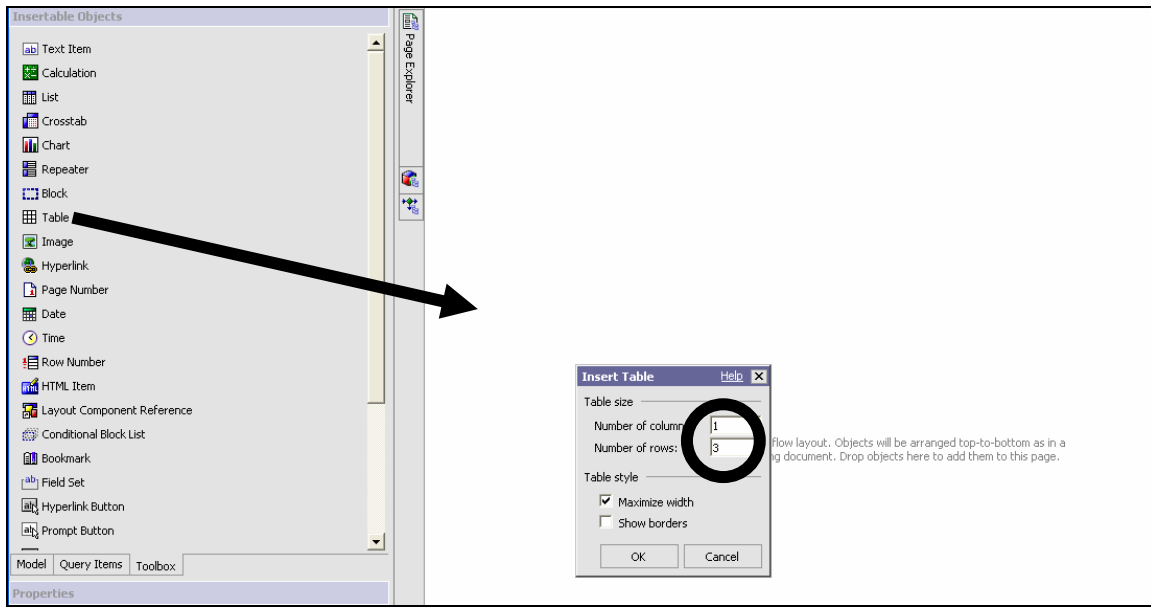 Insertable Objects
Text Item
Calculation
List
Crosstab
Chart
Repeater
Block
Table
Image
Hyperlink
Page Number
Date
Time
Row Number
HTML Item
Layout Component Reference
Conditional Block List
Bookmark
Field Set
Hyperlink Button
Prompt Button
Model Query Items Toolbox
Properties
Page Explorer
Insert Table Help
Table size
Number of column
1
Number of rows:
3
Table style
Maximize width
Show borders
OK Cancel
flow layout. Objects will be arranged top-to-bottom as in a
document. Drop objects here to add them to this page.